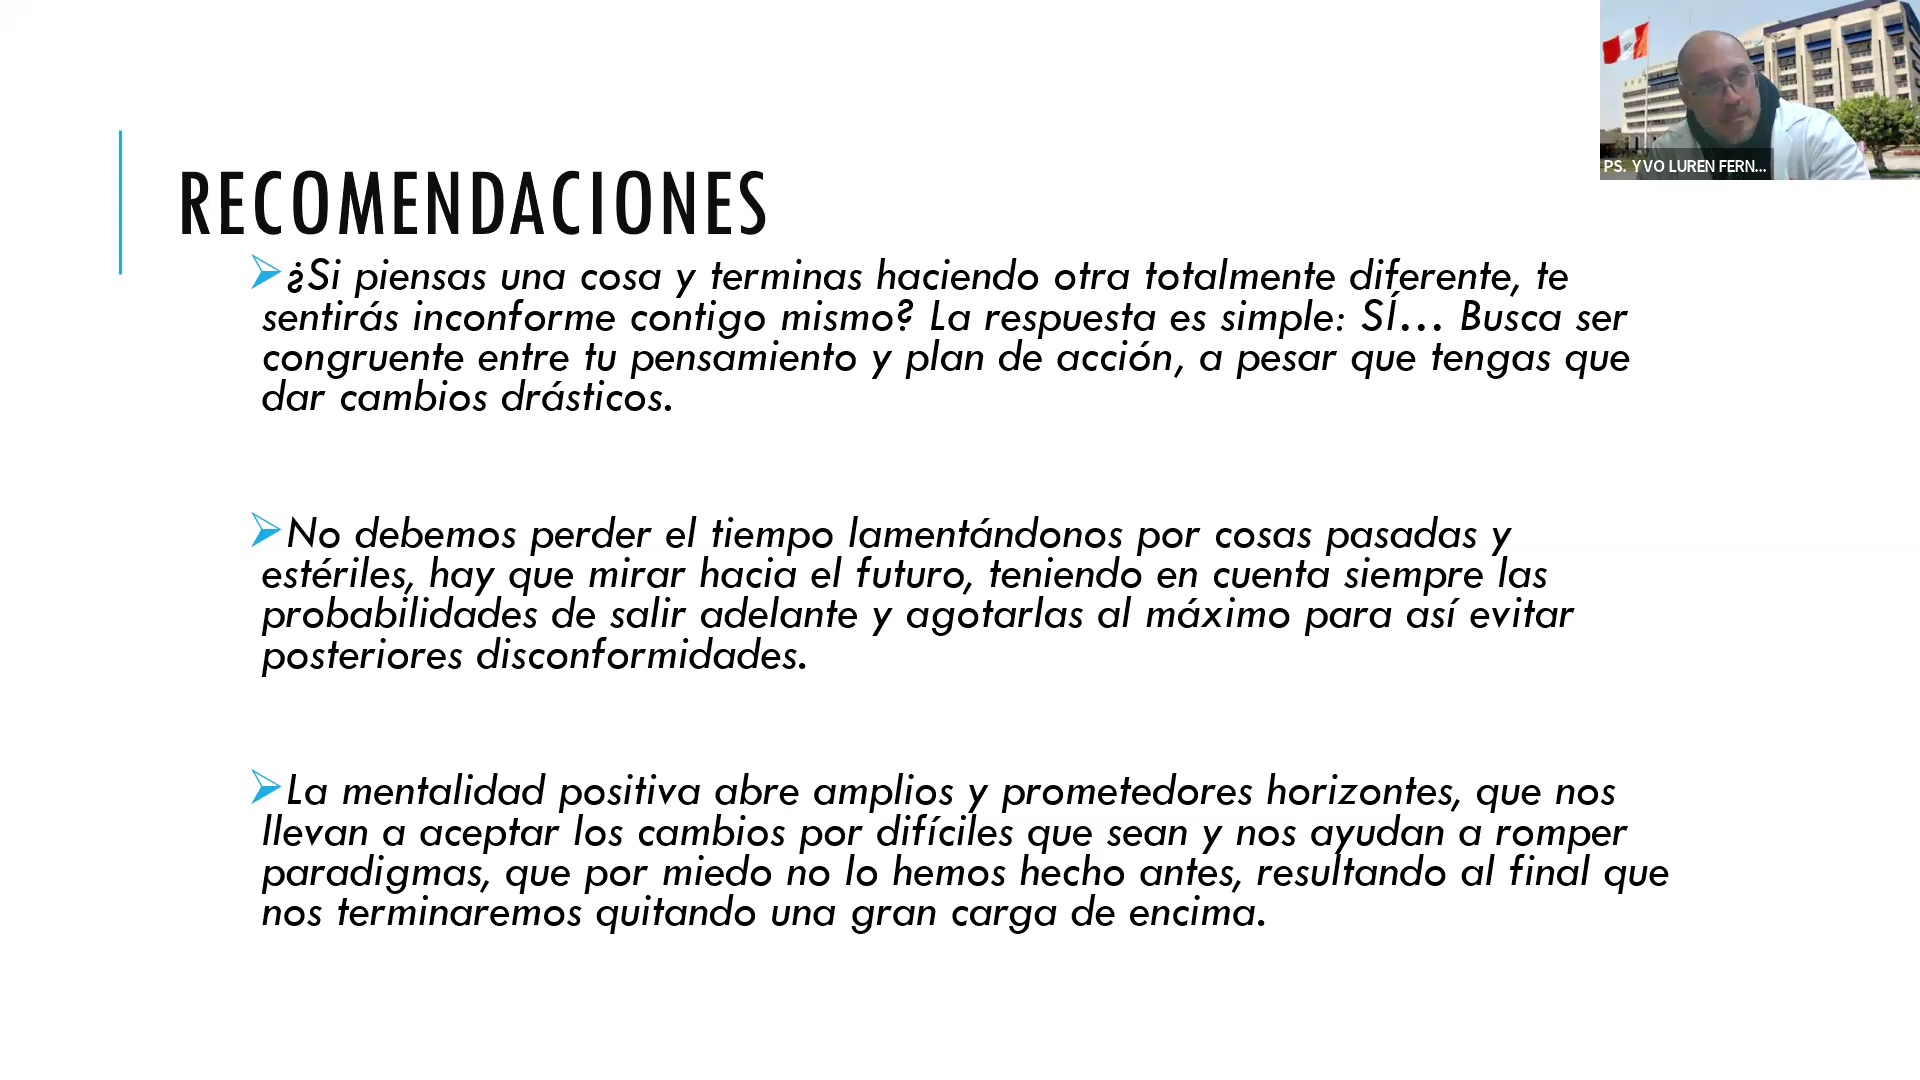 PS. YVO LUREN FERN...
RECOMENDACIONES
¿Si piensas una cosa y terminas haciendo otra totalmente diferente, te
sentirás inconforme contigo mismo? La respuesta es simple: SÍ... Busca ser
congruente entre tu pensamiento y plan de acción, a pesar que tengas que
dar cambios drásticos.
No debemos perder el tiempo lamentándonos por cosas pasadas y
estériles, hay que mirar hacia el futuro, teniendo en cuenta siempre las
probabilidades de salir adelante y agotarlas al máximo para así evitar
posteriores disconformidades.
La mentalidad positiva abre amplios y prometedores horizontes, que nos
llevan a aceptar los cambios por difíciles que sean y nos ayudan a romper
paradigmas, que por miedo no lo hemos hecho antes, resultando al final que
nos terminaremos quitando una gran carga de encima.